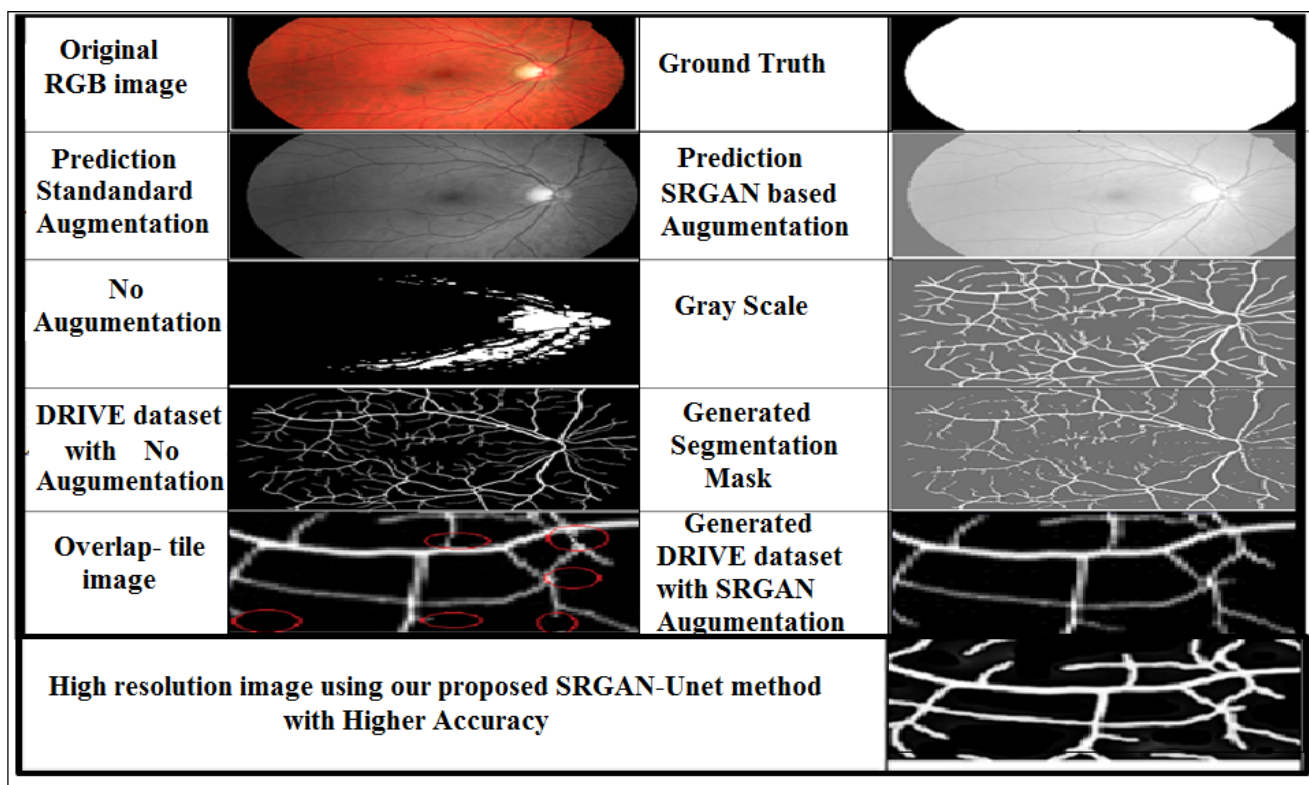 Original
RGB image
Ground Truth
Prediction
Standandard
Augmentation
Prediction
SRGAN based
Augumentation
No
Augumentation
Gray Scale
DRIVE dataset
with No
Augumentation
Generated
Segmentation
Mask
Overlap- tile
image
Generated
DRIVE dataset
with SRGAN
Augumentation
High resolution image using our proposed SRGAN-Unet method
with Higher Accuracy